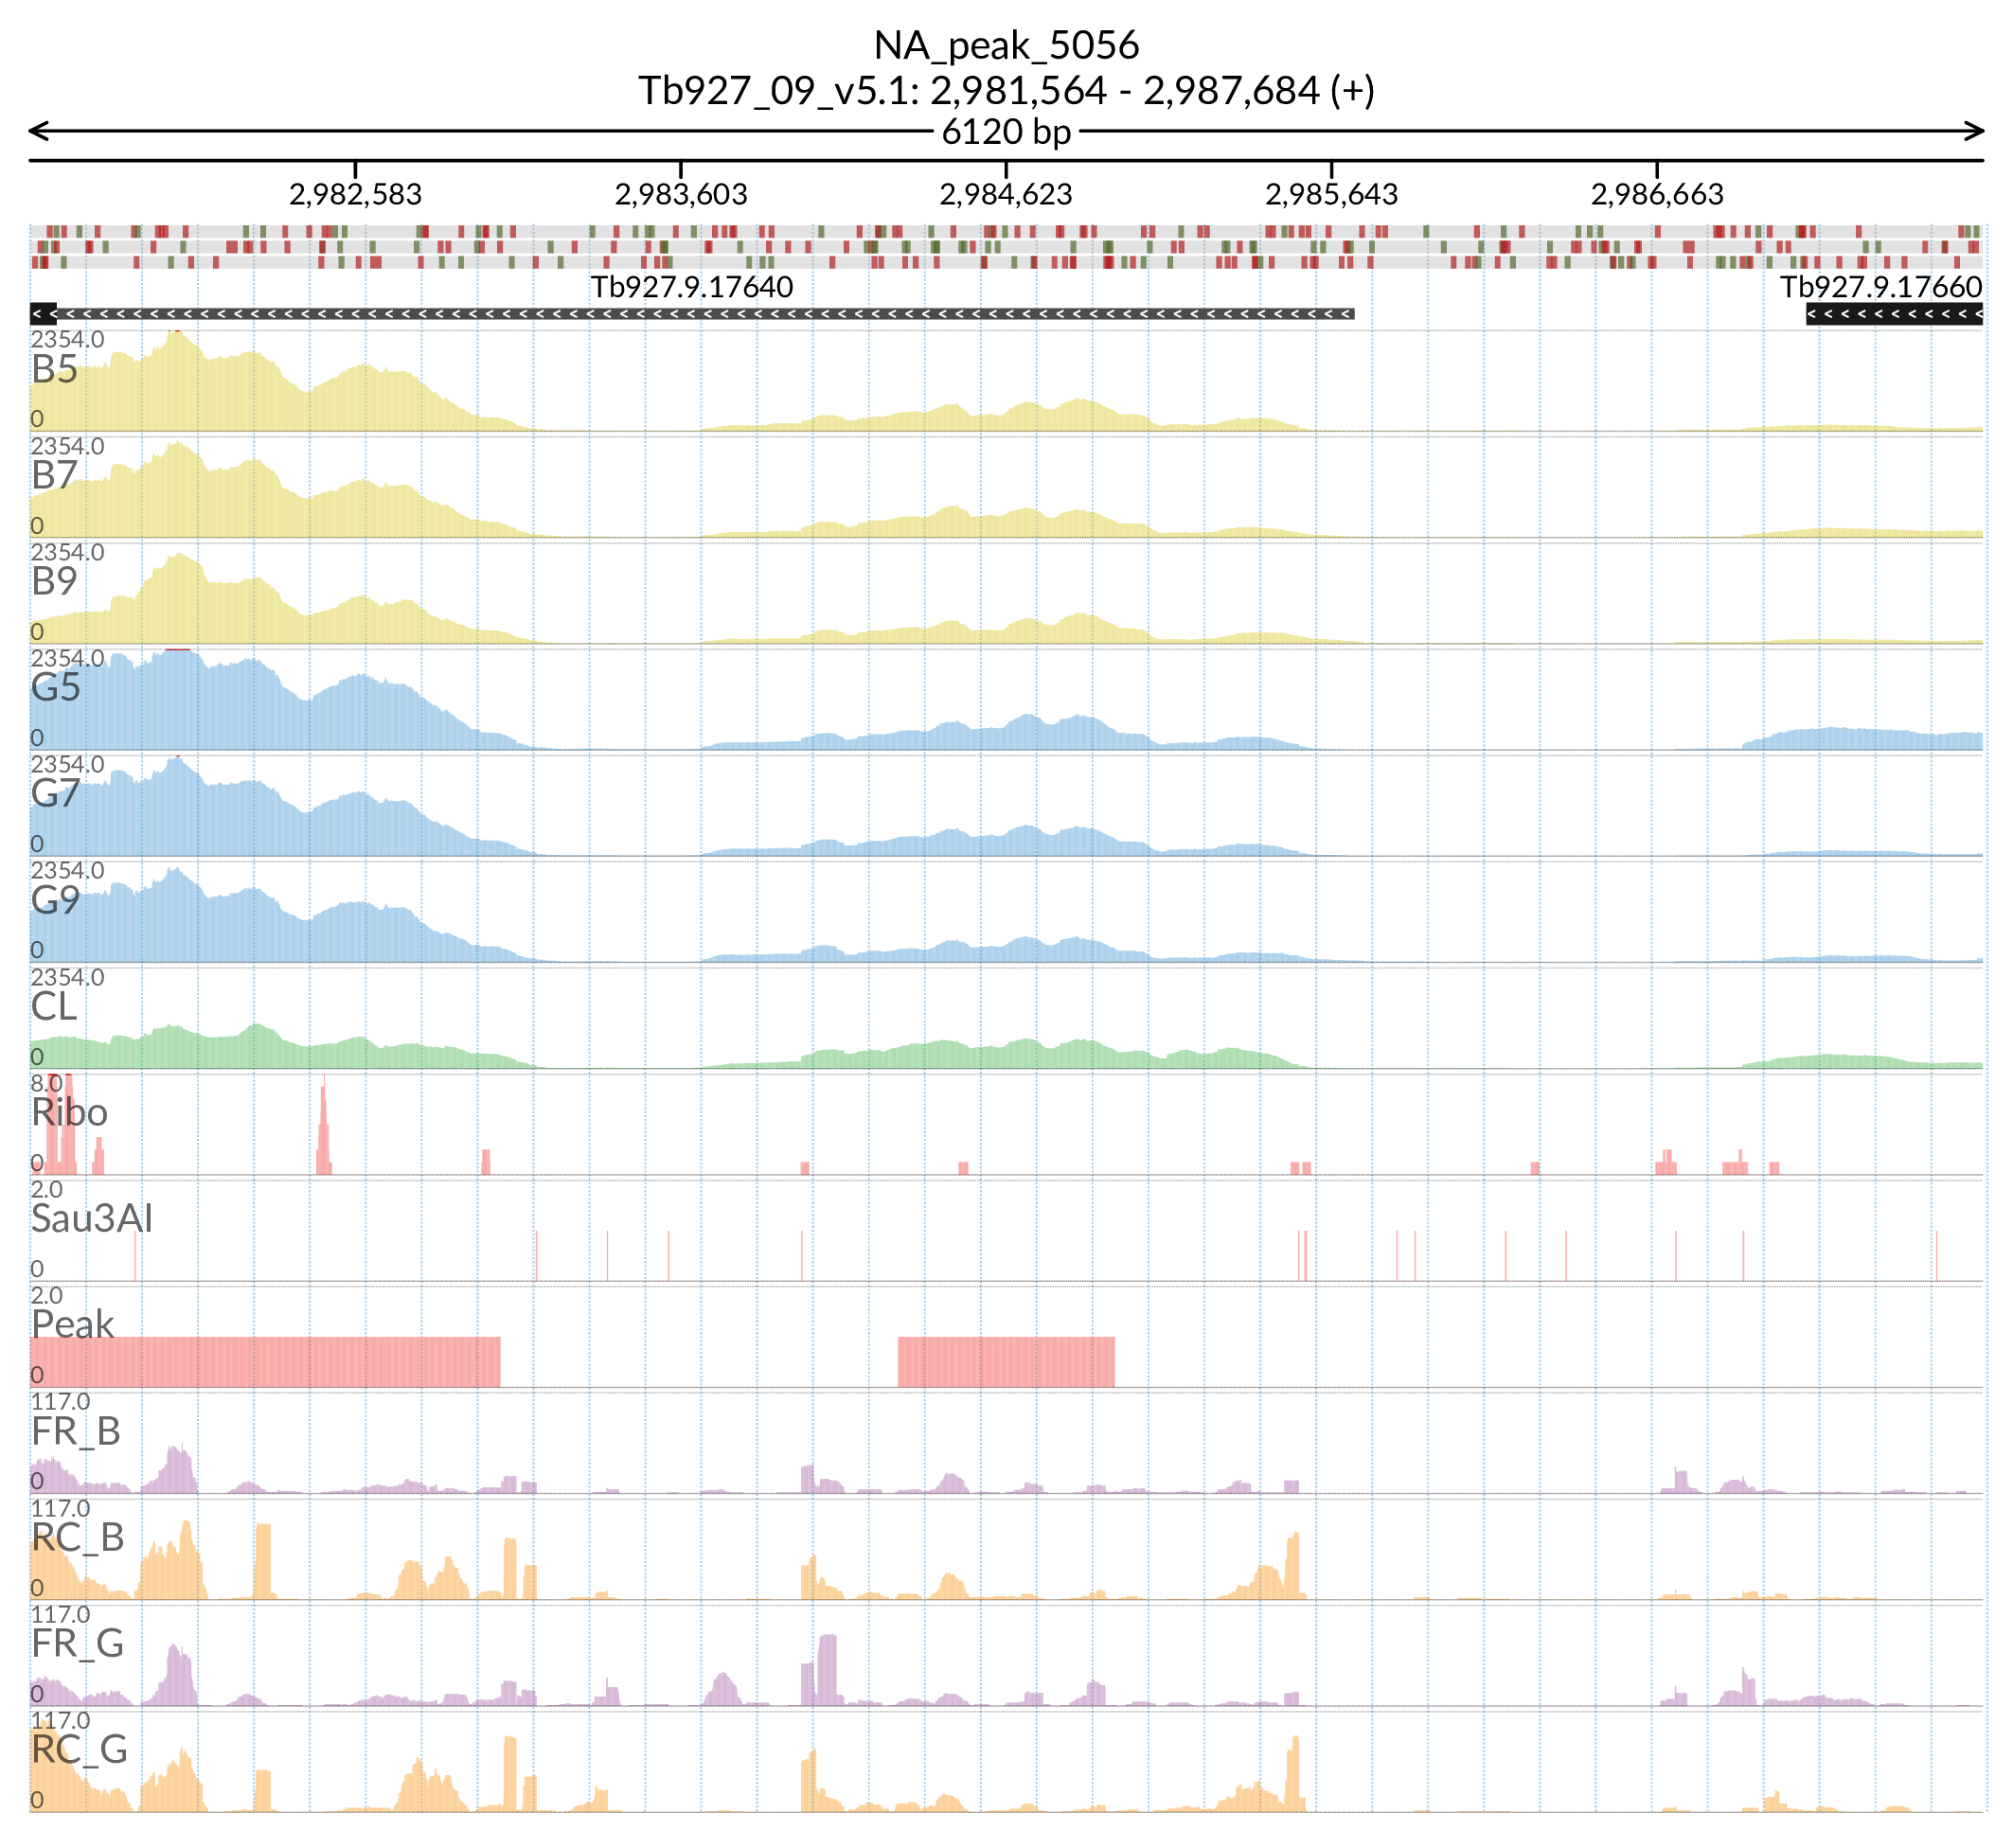 NA_peak_5056
Tb927_09_v5.1: 2,981,564 - 2,987,684 (+)
6120 bp
2,982,583 2,983,603 2,984,623 2,985,643 2,986,663
Tb927.9.17640 Tb927.9.17660
2354.0
B5
0
2354.0
B7
0
2354.0
B9
0
2354.0
G5
0
2354.0
G7
0
2354.0
G9
0
2354.0
CL
0
8.0
Ribo
0
2.0
Sau3AI
0
2.0
Peak
0
117.0
FR_B
0
117.0
RC_B
0
117.0
FR_G
0
117.0
RC_G
0